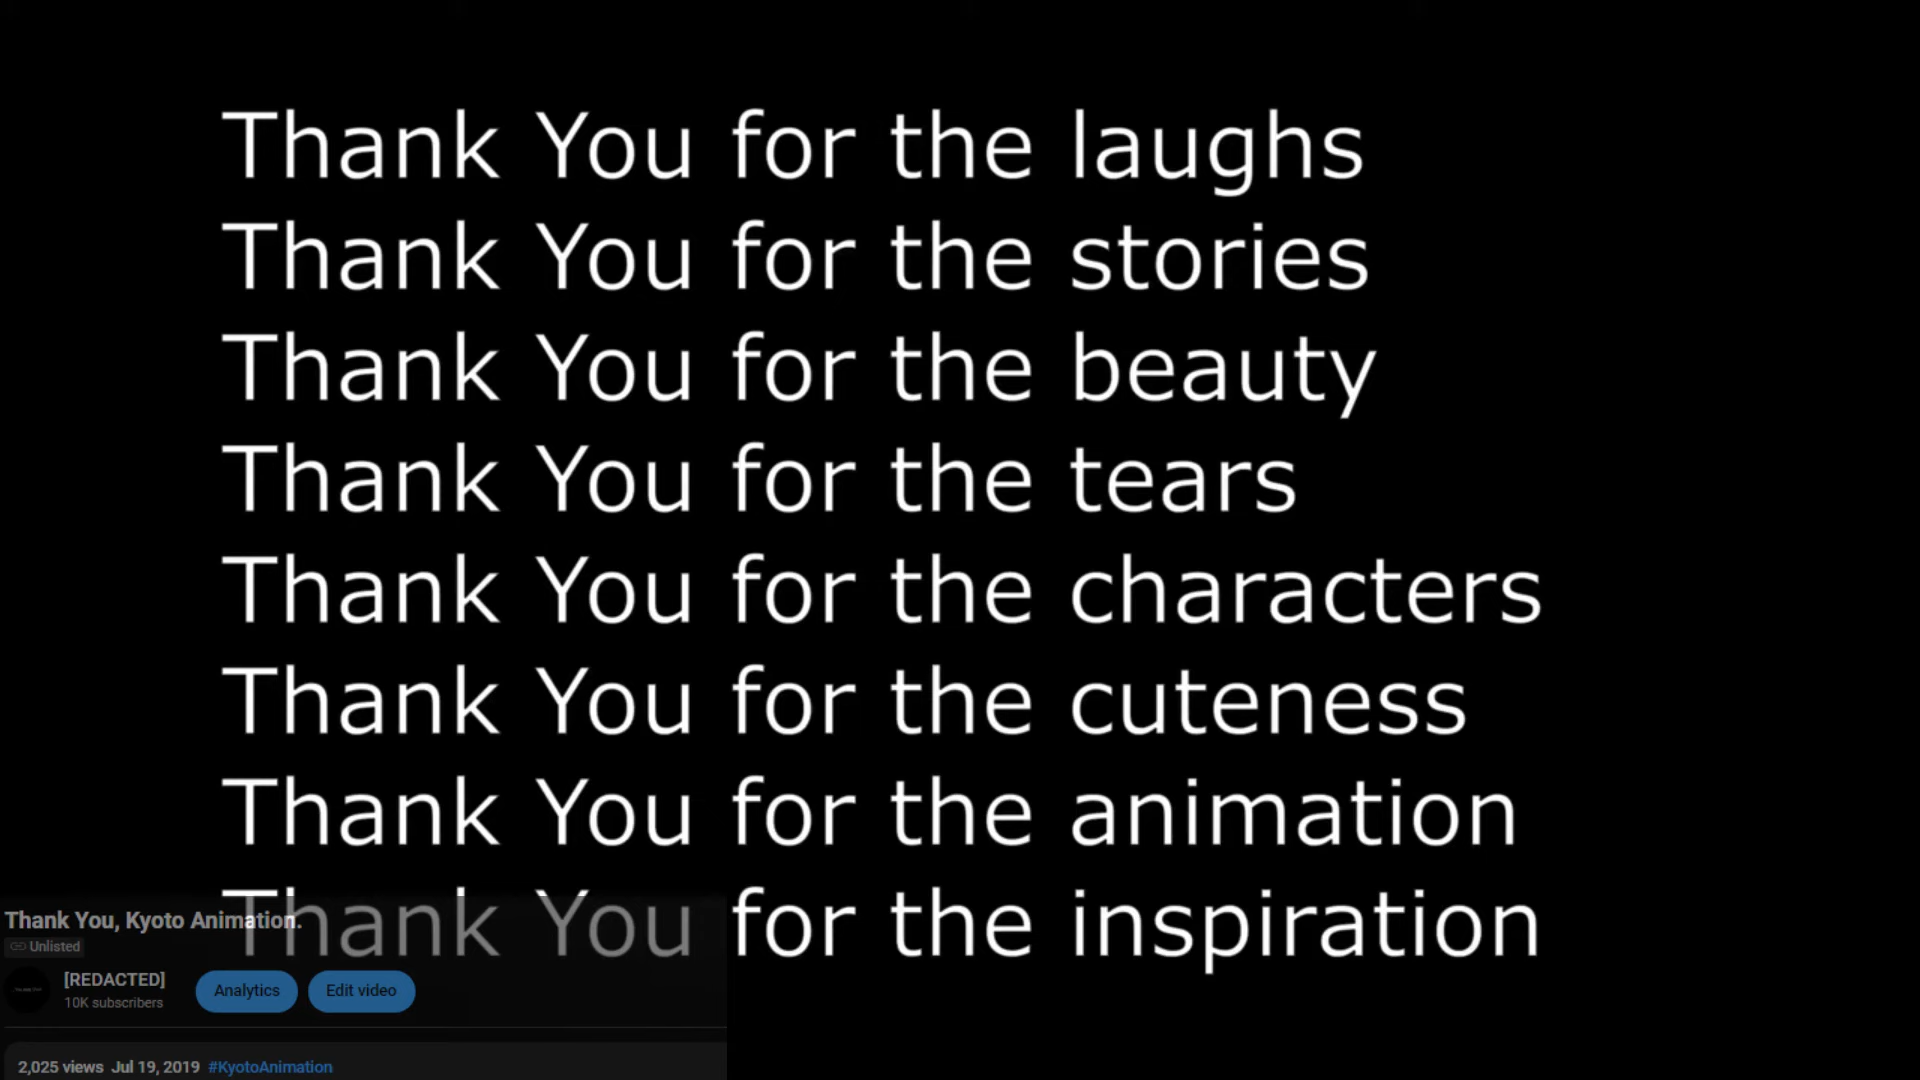 Thank You for the laughs
Thank You for the stories
Thank You for the beauty
Thank You for the tears
Thank You for the characters
Thank You for the cuteness
Thank You for the animation
Thank You for the inspiration
Thank You, Kyoto Animation.
Unlisted
[REDACTED]
10K subscribers
Analytics
Edit video
2,025 views Jul 19, 2019 #KyotoAnimation